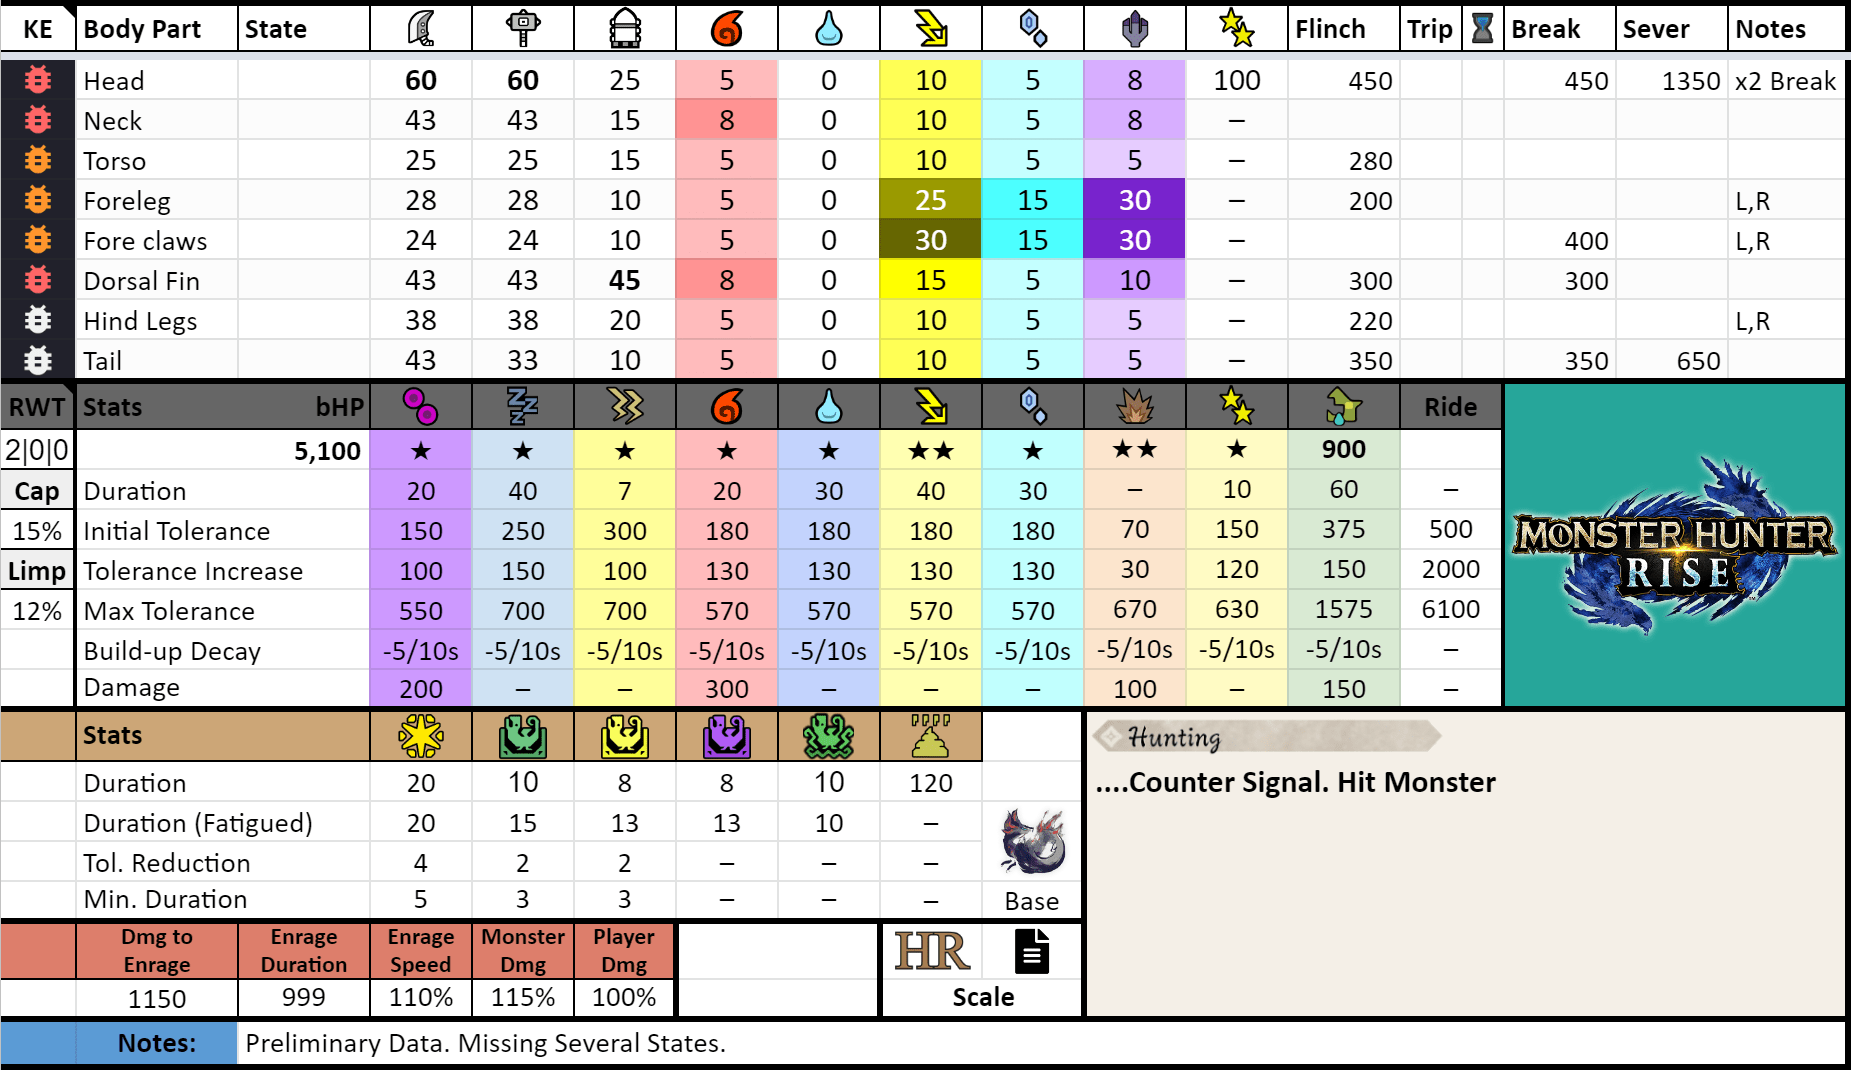 KE Body Part State Flinch Trip Break Sever Notes
Head 60 60 25 5 0 10 5 8 100 450 450 1350 x2 Break
Neck 43 43 15 8 0 10 5 8 –
Torso 25 25 15 5 0 10 5 5 – 280
Foreleg 28 28 10 5 0 25 15 30 – 200 L,R
Fore claws 24 24 10 5 0 30 15 30 – 400 L,R
Dorsal Fin 43 43 45 8 0 15 5 10 – 300 300
Hind Legs 38 38 20 5 0 10 5 5 – 220 L,R
Tail 43 33 10 5 0 10 5 5 – 350 350 650
RWT Stats bHP Ride
2|0|0 5,100 ★ ★ ★ ★ ★ ★★ ★ ★★ ★ 900
Cap Duration 20 40 7 20 30 40 30 – 10 60 –
15% Initial Tolerance 150 250 300 180 180 180 180 70 150 375 500
Limp Tolerance Increase 100 150 100 130 130 130 130 30 120 150 2000
12% Max Tolerance 550 700 700 570 570 570 570 670 630 1575 6100
Build-up Decay -5/10s -5/10s -5/10s -5/10s -5/10s -5/10s -5/10s -5/10s -5/10s -5/10s –
Damage 200 – – 300 – – – 100 – 150 –
MONSTER HUNTER
RISE
Stats
Duration 20 10 8 8 10 120
Duration (Fatigued) 20 15 13 13 10 –
Tol. Reduction 4 2 2 – – –
Min. Duration 5 3 3 – – – Base
Hunting
....Counter Signal. Hit Monster
Dmg to Enrage Enrage Duration Enrage Speed Monster Dmg Player Dmg HR
1150 999 110% 115% 100% Scale
Notes: Preliminary Data. Missing Several States.